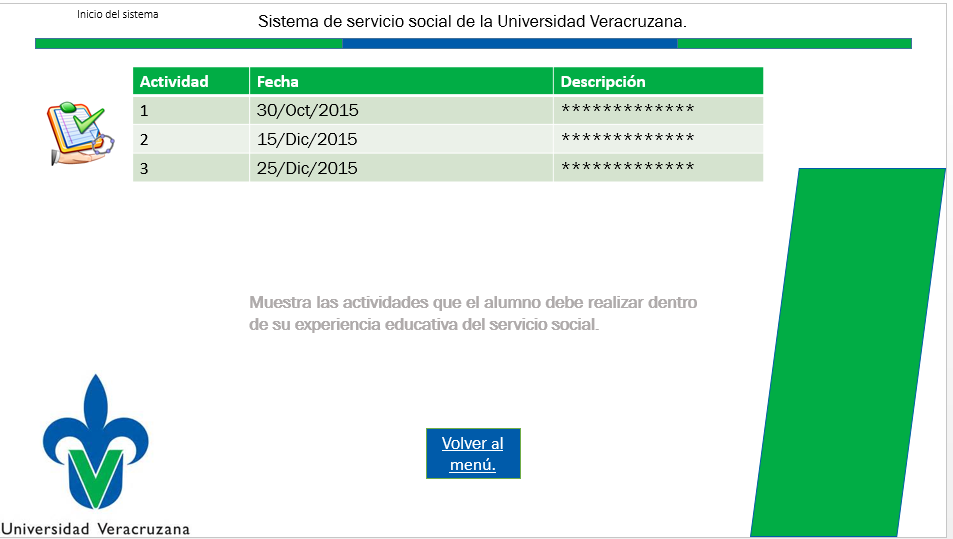 Inicio del sistema
Sistema de servicio social de la Universidad Veracruzana.
Actividad Fecha Descripción
1 30/Oct/2015 *************
2 15/Dic/2015 *************
3 25/Dic/2015 *************
Muestra las actividades que el alumno debe realizar dentro
de su experiencia educativa del servicio social.
Volver al
menú.
Universidad Veracruzana